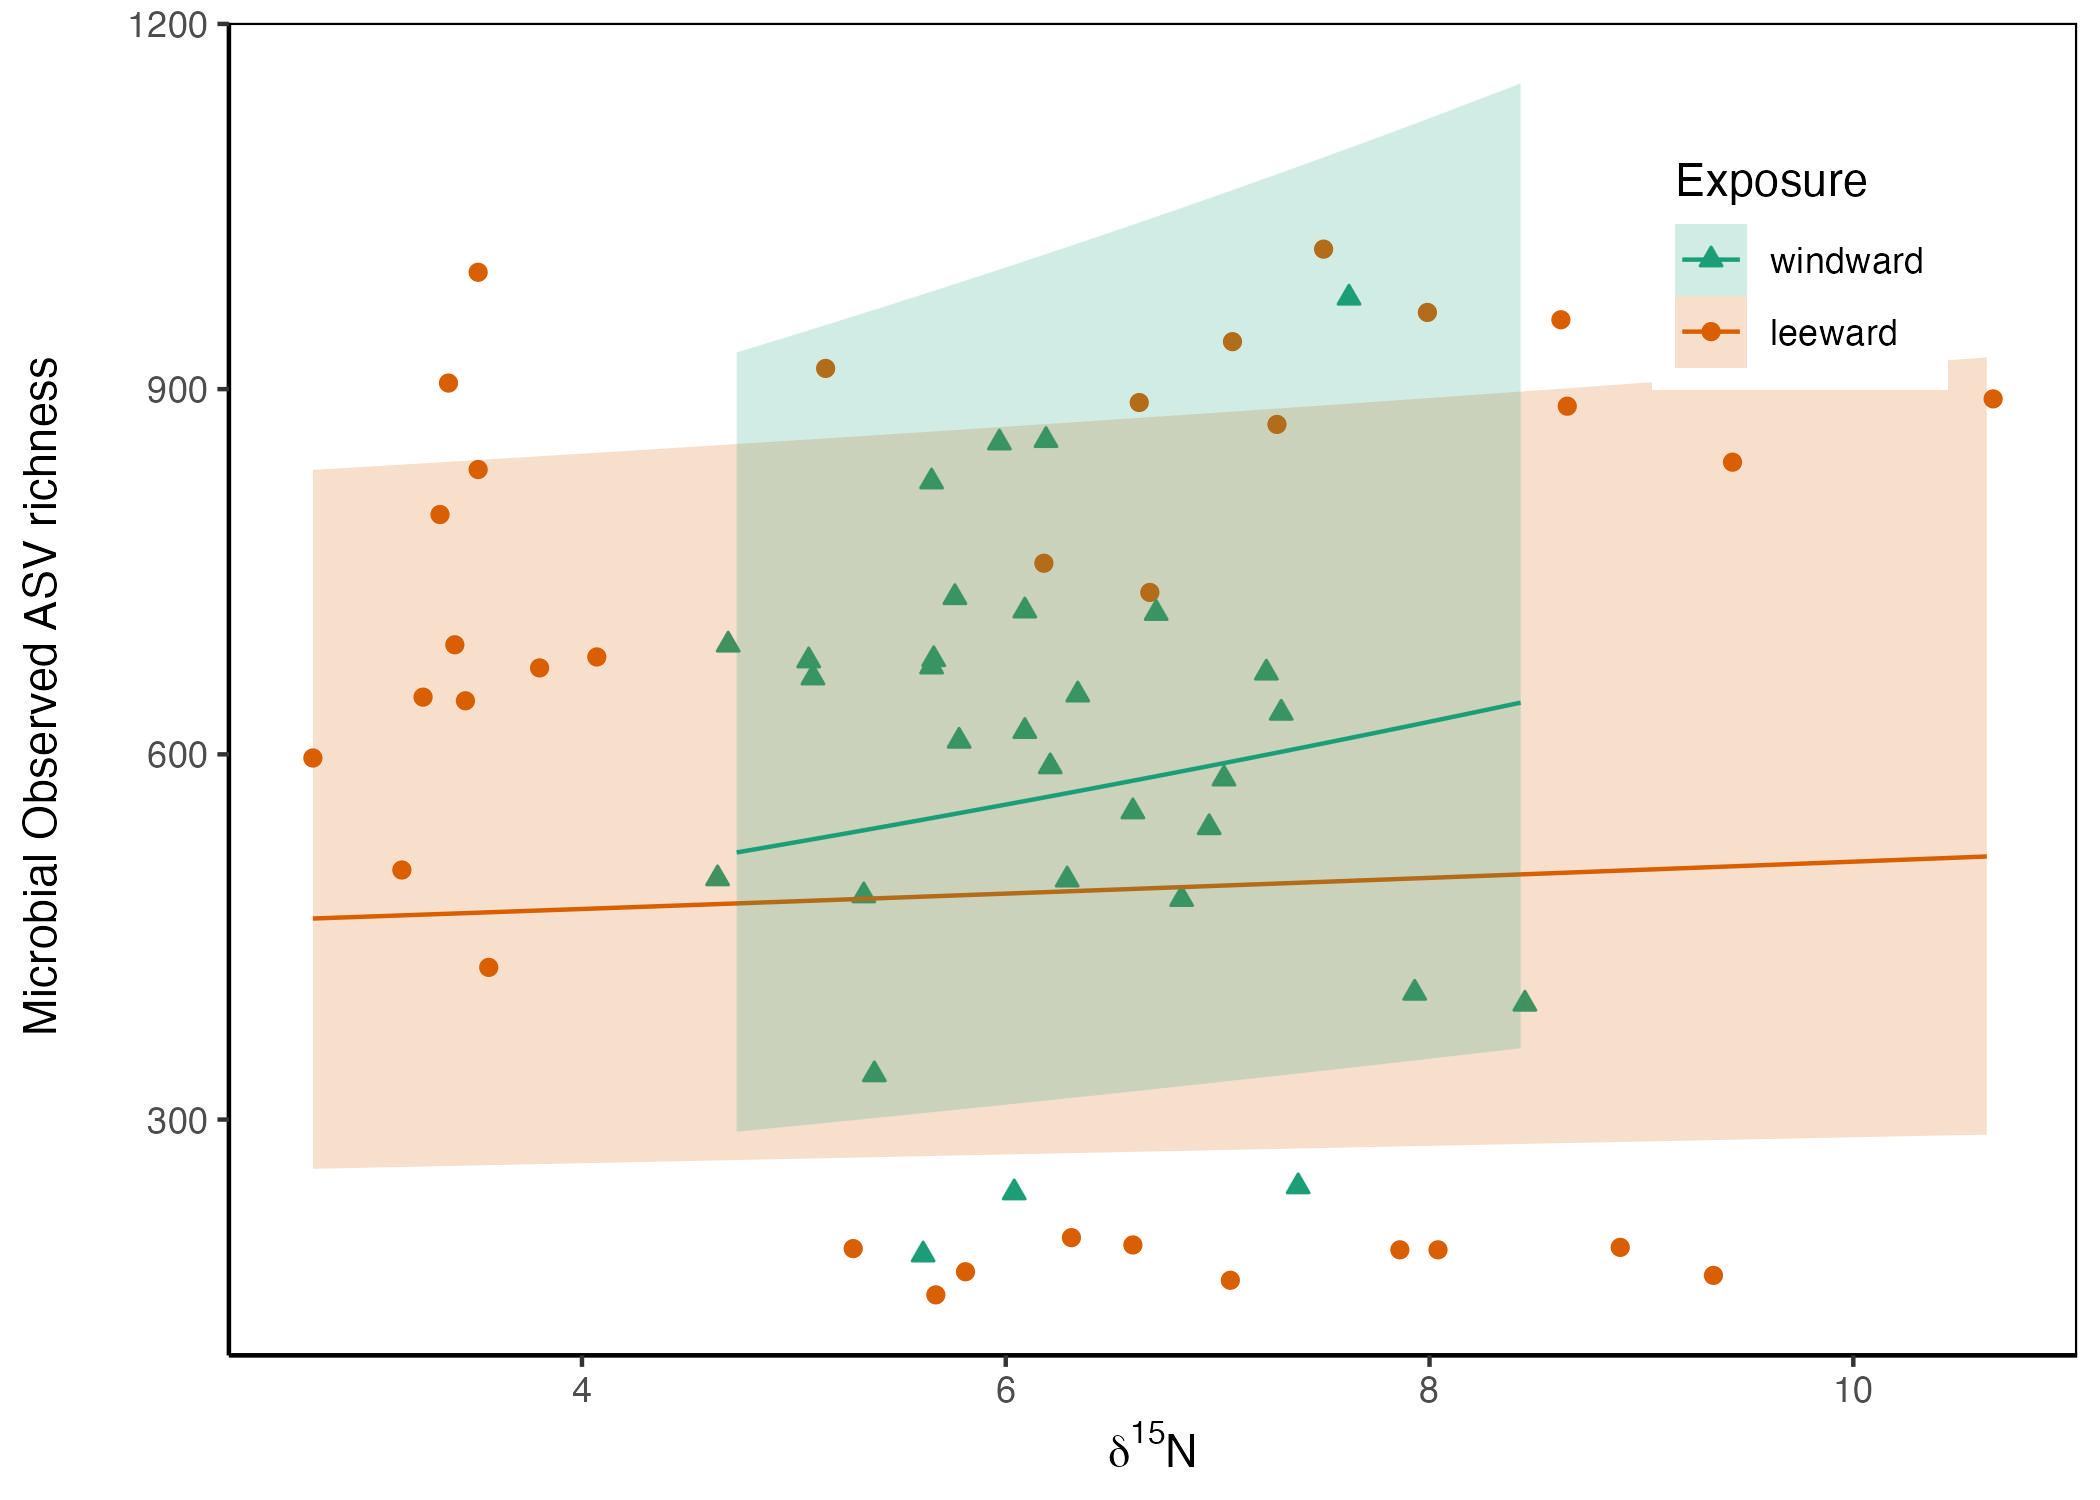 1200
900
600
300
Microbial Observed ASV richness
Exposure
windward
leeward
4 6 8 10
δ¹⁵N